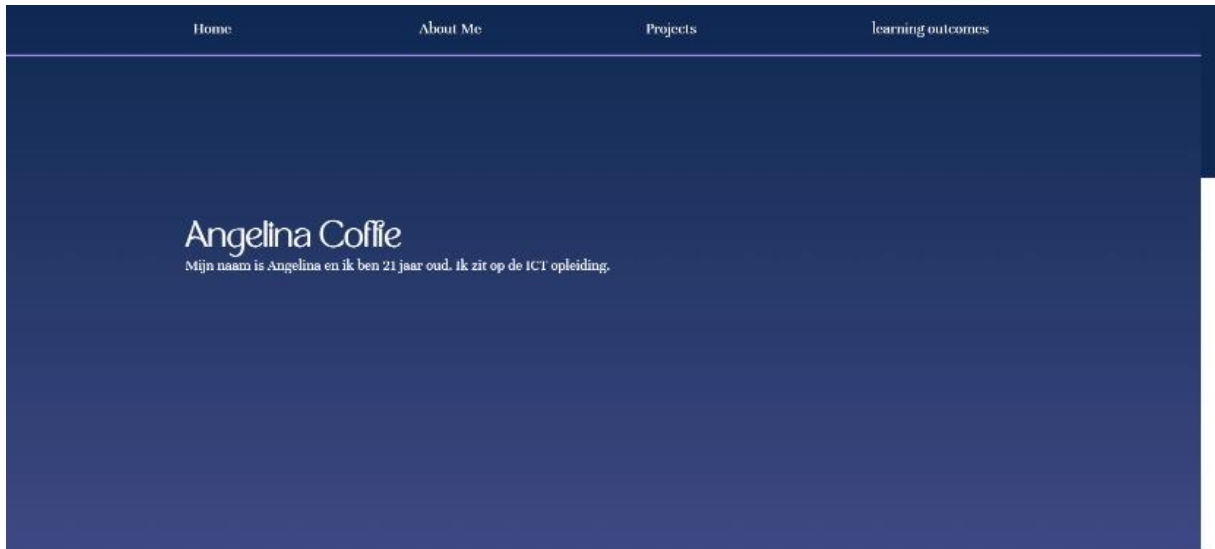 Home About Me Projects learning outcomes
Angelina Coffie
Mijn naam is Angelina en ik ben 21 jaar oud. Ik zit op de ICT opleiding.